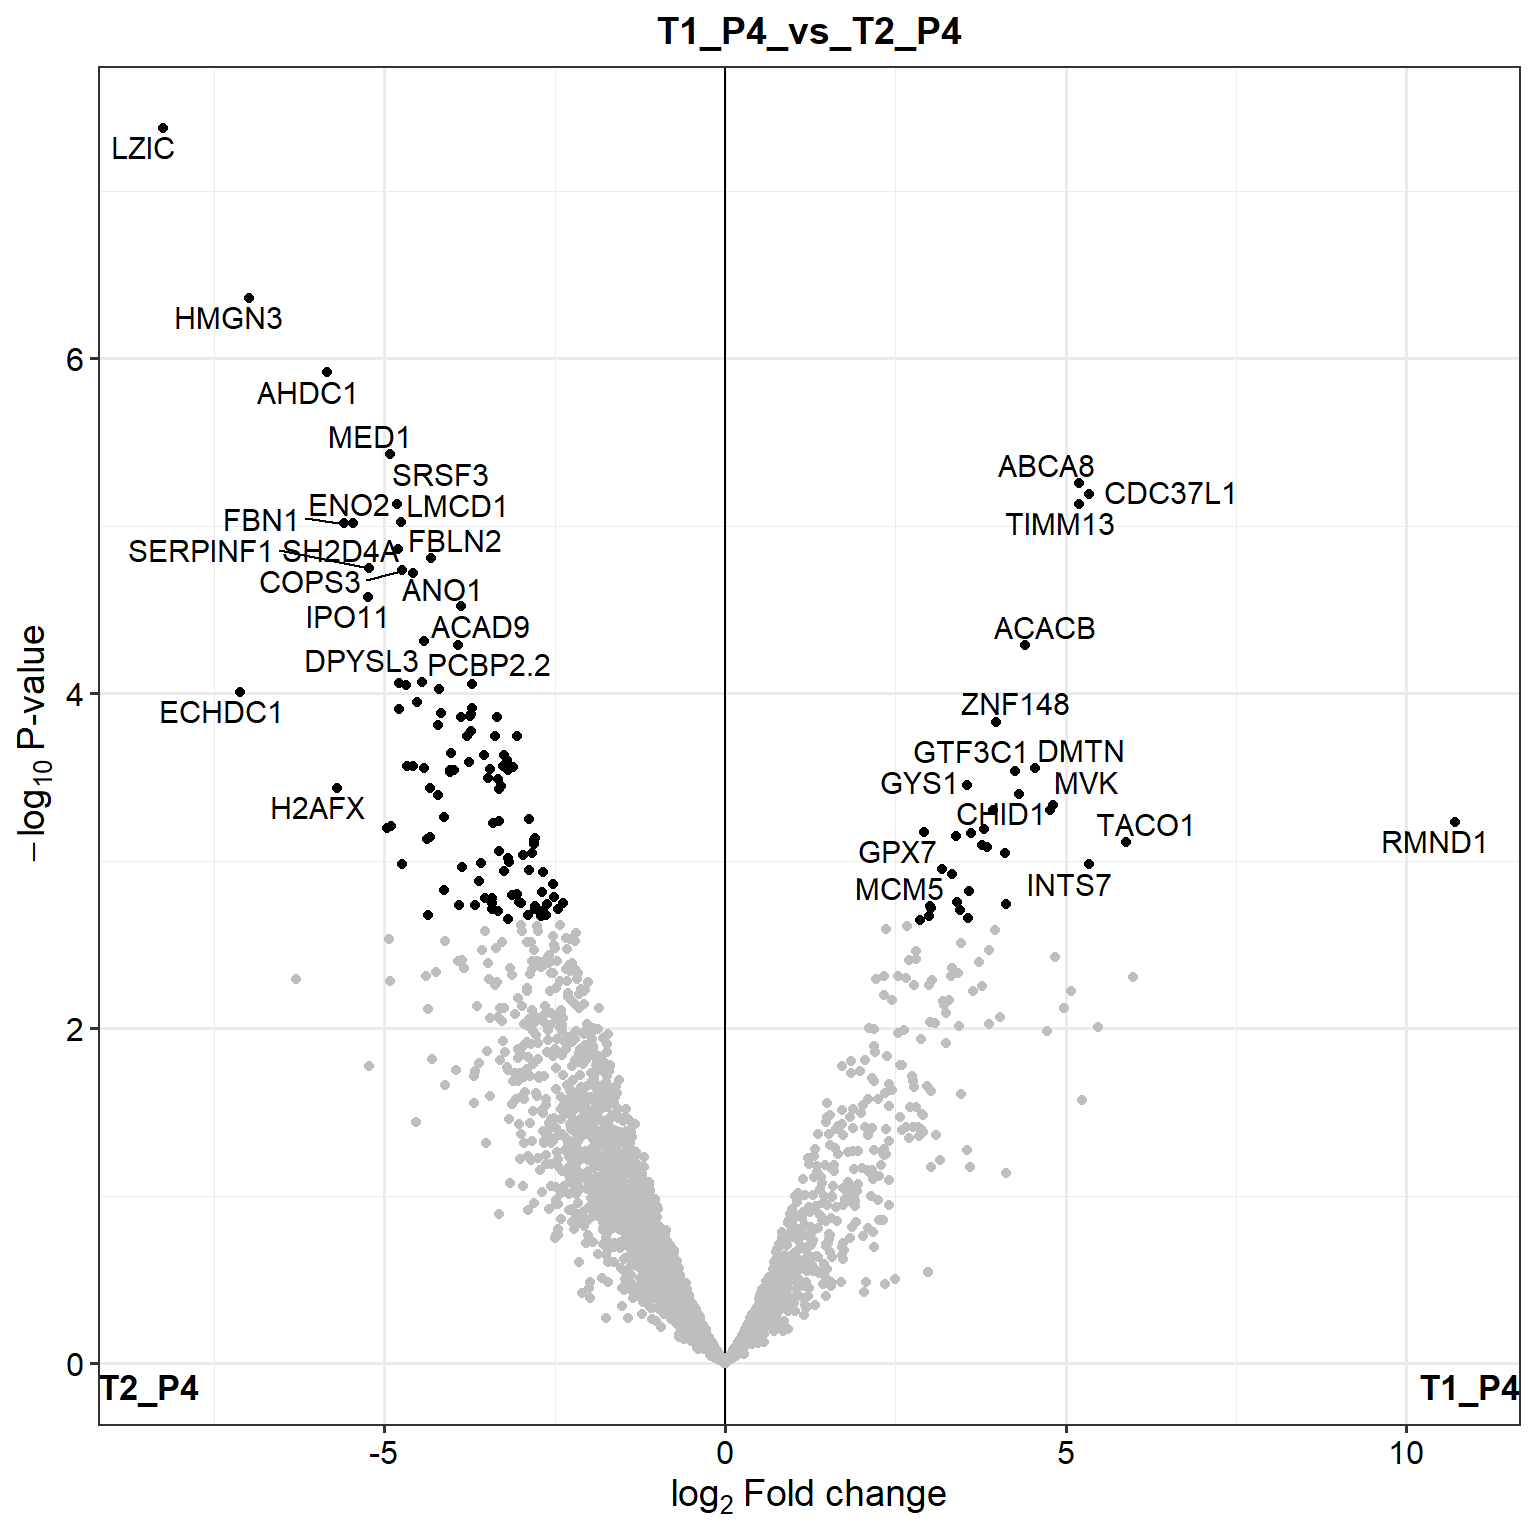 T1_P4_vs_T2_P4
LZIC
HMGN3
6
AHDC1
MED1
ABCA8
SRSF3
CDC37L1
ENO2
LMCD1
FBN1
TIMM13
FBLN2
SERPINF1
SH2D4A
COPS3
ANO1
IPO11
ACAD9
ACACB
DPYSL3
PCBP2.2
4
ECHDC1
ZNF148
GTF3C1
DMTN
GYS1
MVK
H2AFX
CHID1
TACO1
RMND1
GPX7
INTS7
MCM5
2
0
T2_P4
T1_P4
-5
0
5
10
log2 Fold change
−log10 P-value